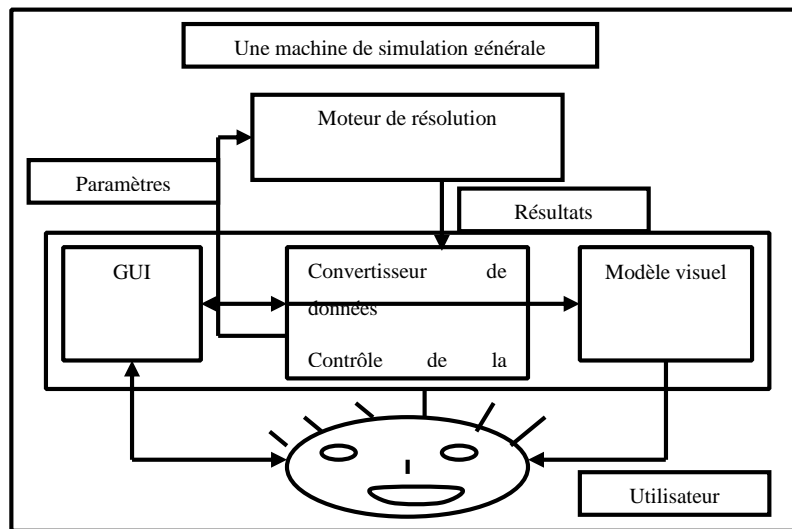 Une machine de simulation générale
Moteur de résolution
Paramètres
Résultats
GUI
Convertisseur de
données
Contrôle de la
Modèle visuel
Utilisateur